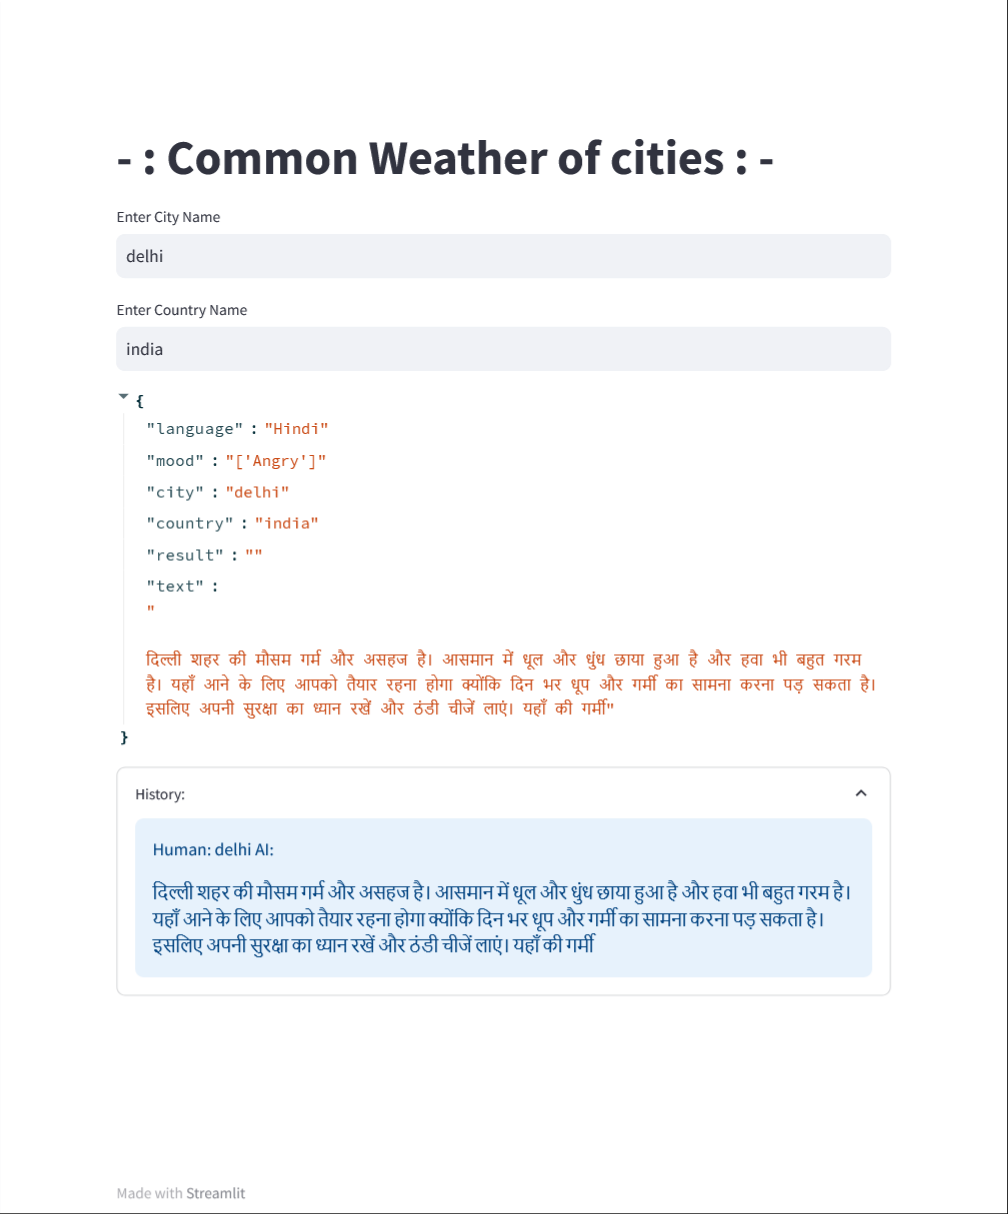 - : Common Weather of cities : -
Enter City Name
delhi
Enter Country Name
india
{
"language" : "Hindi"
"mood" : "['Angry']"
"city" : "delhi"
"country" : "india"
"result" : ""
"text" :
"
दिल्ली शहर की मौसम गर्म और असहज है। आसमान में धूल और धुंध छाया हुआ है और हवा भी बहुत गरम
है। यहाँ आने के लिए आपको तैयार रहना होगा क्योंकि दिन भर धूप और गर्मी का सामना करना पड़ सकता है।
इसलिए अपनी सुरक्षा का ध्यान रखें और ठंडी चीजें लाएं। यहाँ की गर्मी"
}
History:
Human: delhi AI:
दिल्ली शहर की मौसम गर्म और असहज है। आसमान में धूल और धुंध छाया हुआ है और हवा भी बहुत गरम है।
यहाँ आने के लिए आपको तैयार रहना होगा क्योंकि दिन भर धूप और गर्मी का सामना करना पड़ सकता है।
इसलिए अपनी सुरक्षा का ध्यान रखें और ठंडी चीजें लाएं। यहाँ की गर्मी
Made with Streamlit